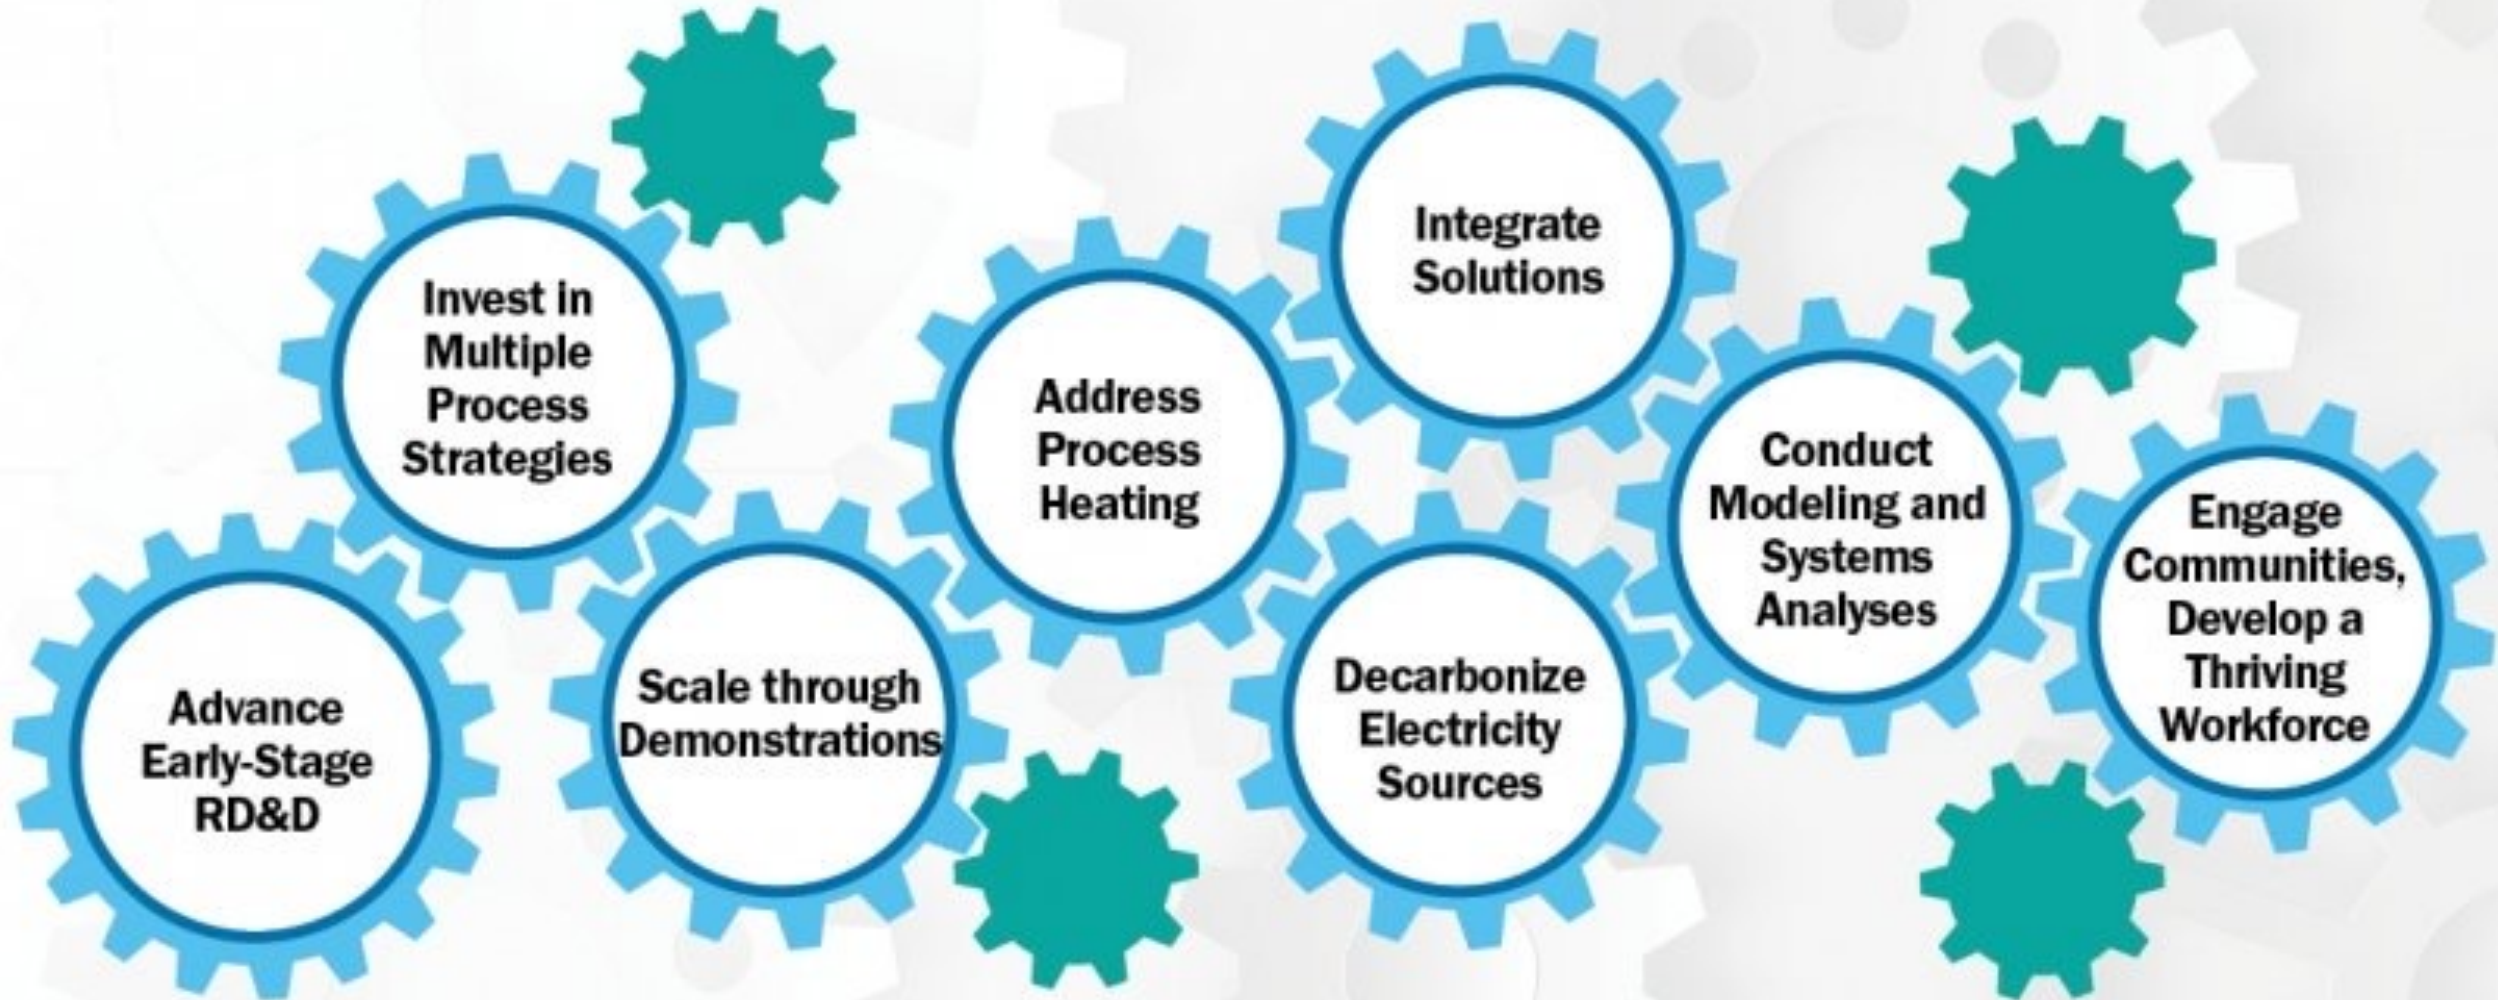 Advance
Early-Stage
RD&D
Invest in
Multiple
Process
Strategies
Scale through
Demonstrations
Address
Process
Heating
Integrate
Solutions
Decarbonize
Electricity
Sources
Conduct
Modeling and
Systems
Analyses
Engage
Communities,
Develop a
Thriving
Workforce